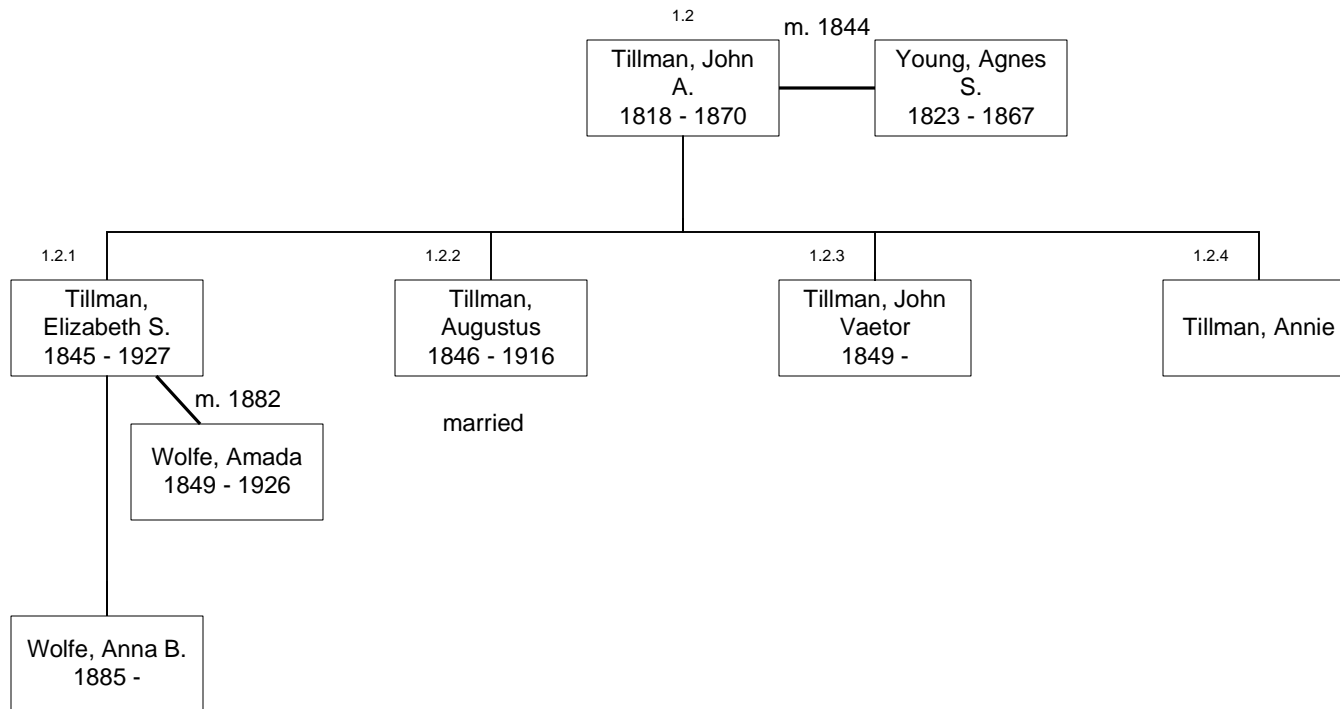 1.2
m. 1844
Tillman, John
A.
1818 - 1870
Young, Agnes
S.
1823 - 1867
1.2.1
Tillman,
Elizabeth S.
1845 - 1927
1.2.2
Tillman,
Augustus
1846 - 1916
1.2.3
Tillman, John
Vaetor
1849 -
1.2.4
Tillman, Annie
m. 1882
married
Wolfe, Amada
1849 - 1926
Wolfe, Anna B.
1885 -